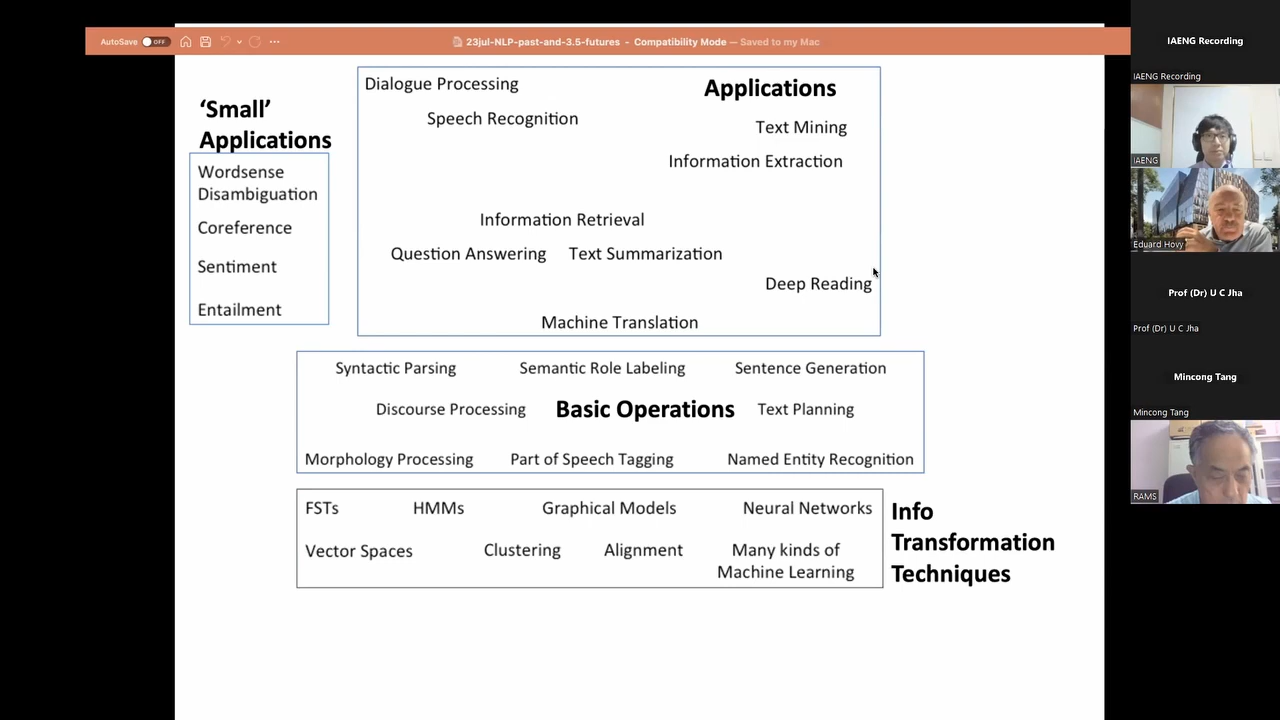 AutoSave OFF
23jul-NLP-past-and-3.5-futures - Compatibility Mode — Saved to my Mac
‘Small’
Applications
Wordsense
Disambiguation
Coreference
Sentiment
Entailment
Dialogue Processing
Applications
Speech Recognition
Text Mining
Information Extraction
Information Retrieval
Question Answering
Text Summarization
Deep Reading
Machine Translation
Syntactic Parsing
Semantic Role Labeling
Sentence Generation
Discourse Processing
Basic Operations
Text Planning
Morphology Processing
Part of Speech Tagging
Named Entity Recognition
FSTs
HMMs
Graphical Models
Neural Networks
Vector Spaces
Clustering
Alignment
Many kinds of
Machine Learning
Info
Transformation
Techniques
IAENG Recording
IAENG Recording
IAENG
Eduard Hovy
Prof (Dr) U C Jha
Prof (Dr) U C Jha
Mincong Tang
Mincong Tang
RAMS